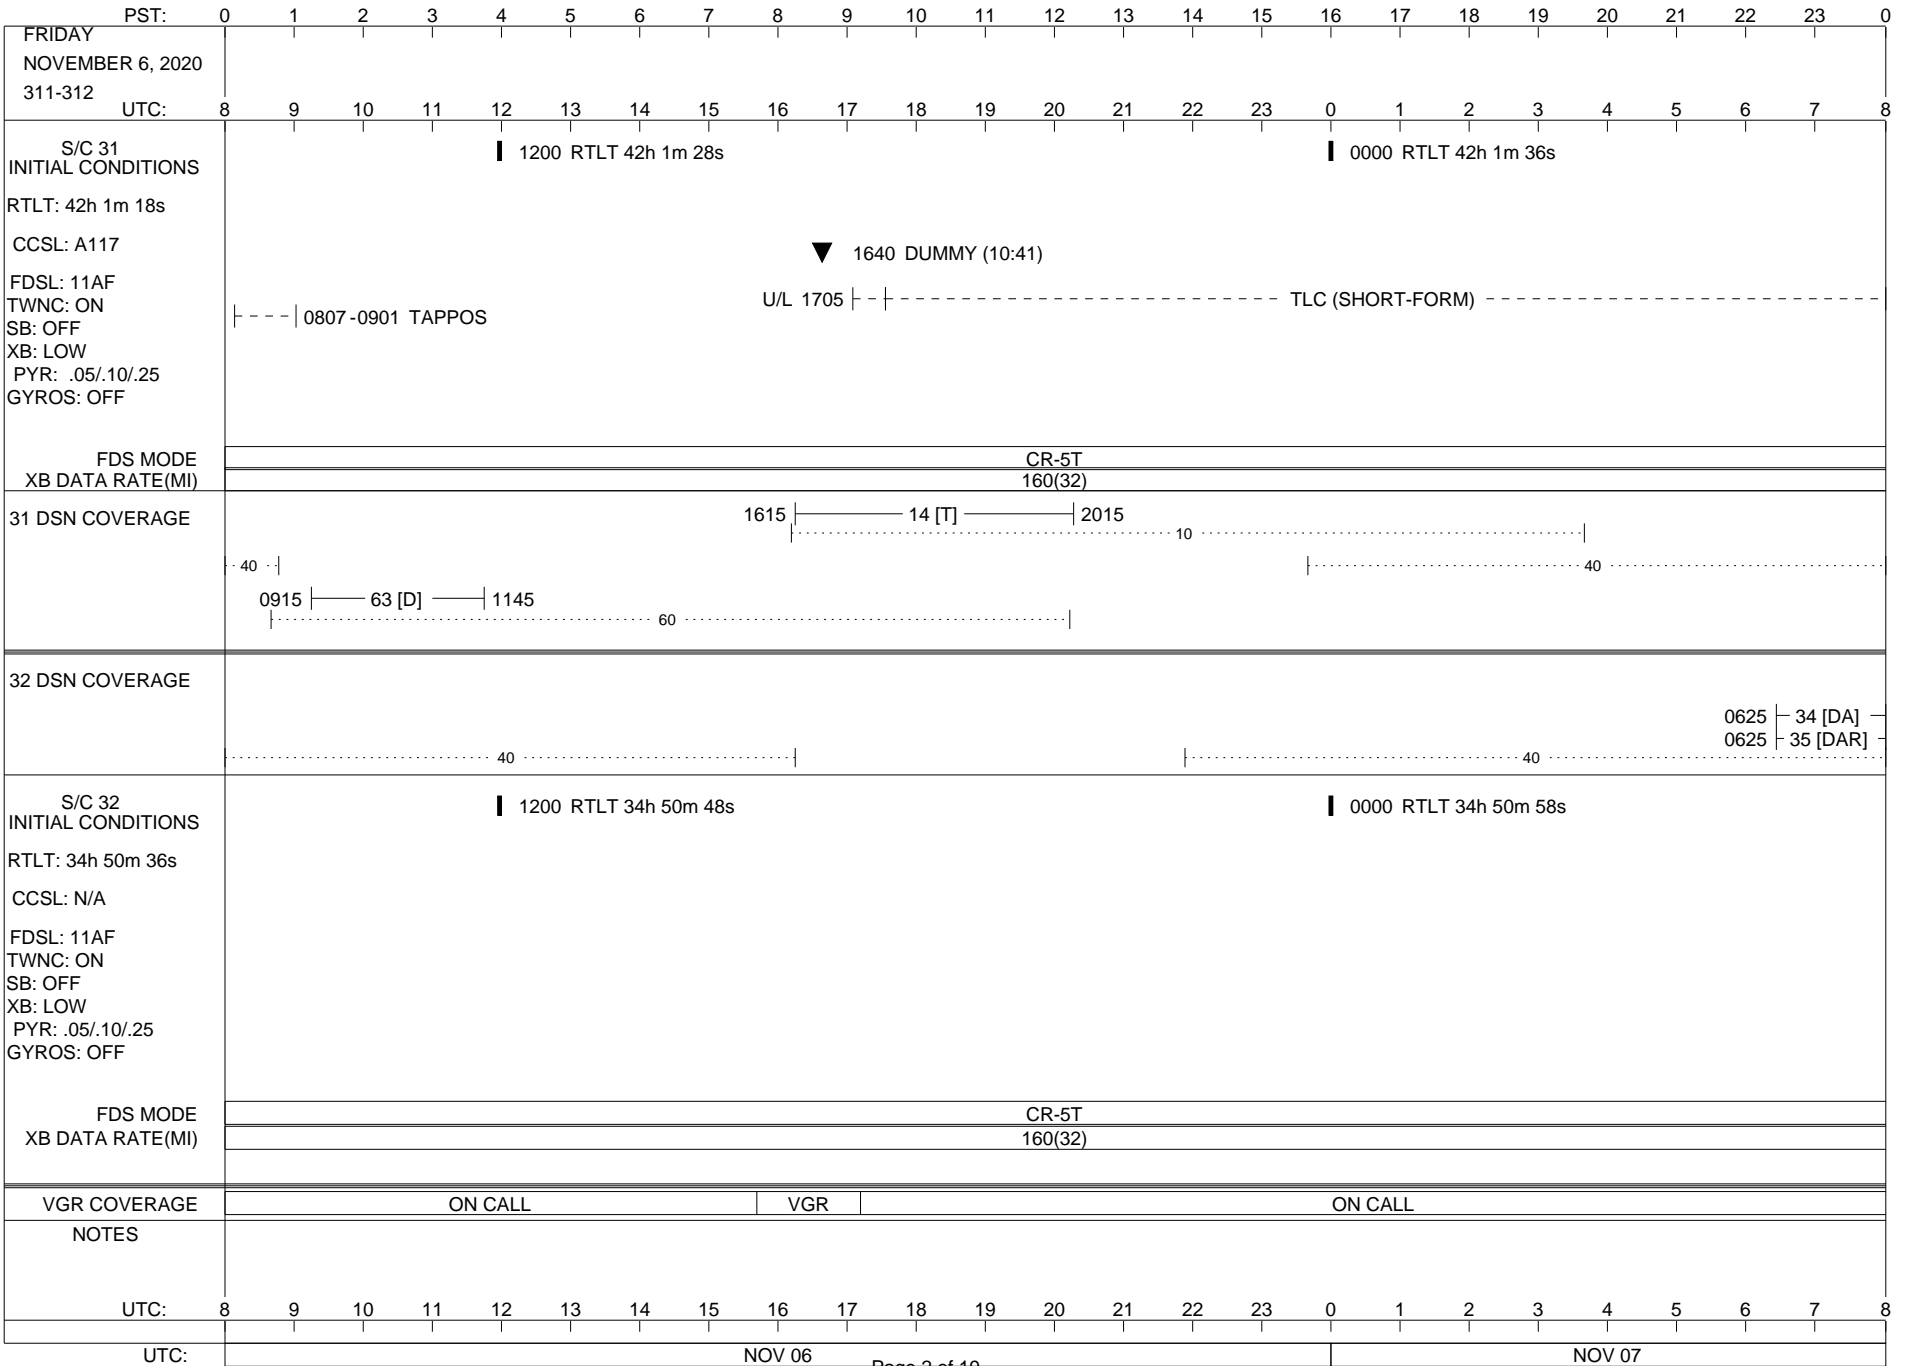 PST: 0 1 2 3 4 5 6 7 8 9 10 11 12 13 14 15 16 17 18 19 20 21 22 23 0
FRIDAY
NOVEMBER 6, 2020
311-312
UTC: 8 9 10 11 12 13 14 15 16 17 18 19 20 21 22 23 0 1 2 3 4 5 6 7 8
S/C 31
INITIAL CONDITIONS
1200 RTLT 42h 1m 28s
0000 RTLT 42h 1m 36s
RTLT: 42h 1m 18s
CCSL: A117
1640 DUMMY (10:41)
FDSL: 11AF
TWNC: ON
U/L 1705
TLC (SHORT-FORM)
SB: OFF
0807-0901 TAPPOS
XB: LOW
PYR: .05/.10/.25
GYROS: OFF
FDS MODE
CR-5T
XB DATA RATE(MI)
160(32)
31 DSN COVERAGE
1615 14 [T] 2015
10
40
40
0915 63 [D] 1145
60
32 DSN COVERAGE
0625 34 [DA]
0625 35 [DAR]
40
40
S/C 32
INITIAL CONDITIONS
1200 RTLT 34h 50m 48s
0000 RTLT 34h 50m 58s
RTLT: 34h 50m 36s
CCSL: N/A
FDSL: 11AF
TWNC: ON
SB: OFF
XB: LOW
PYR: .05/.10/.25
GYROS: OFF
FDS MODE
CR-5T
XB DATA RATE(MI)
160(32)
VGR COVERAGE
ON CALL
VGR
ON CALL
NOTES
UTC: 8 9 10 11 12 13 14 15 16 17 18 19 20 21 22 23 0 1 2 3 4 5 6 7 8
UTC: NOV 06 NOV 07